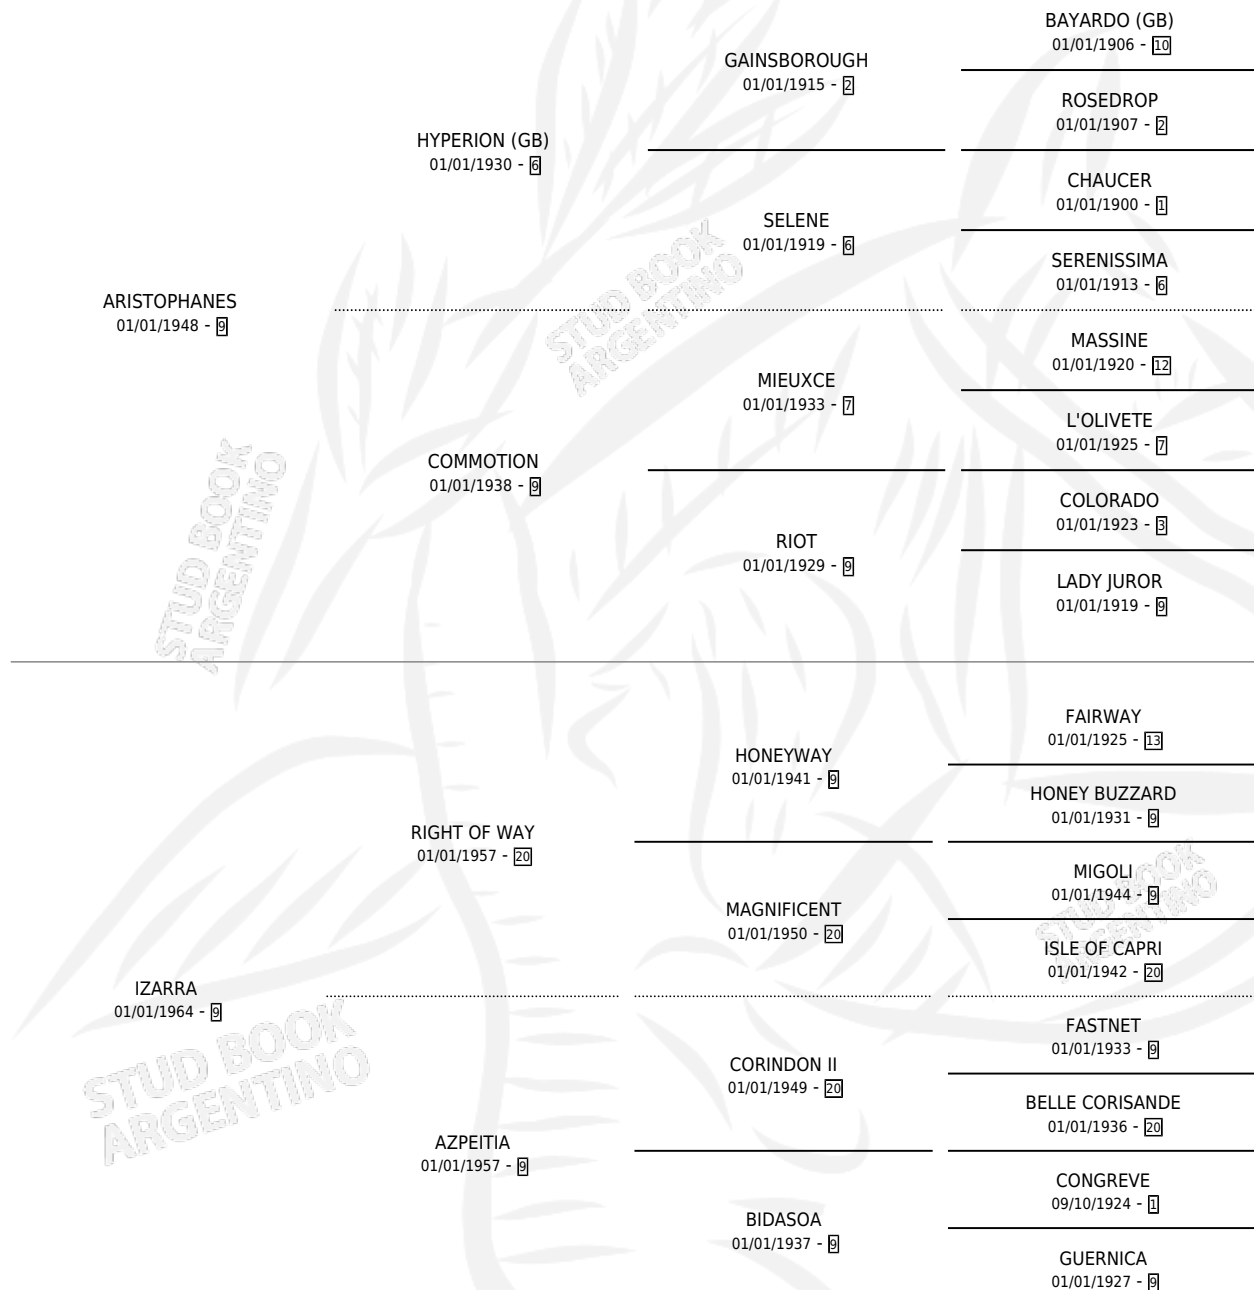 BAYARDO (GB)
01/01/1906 - 10
GAINSBOROUGH
01/01/1915 - 2
ROSEDROP
01/01/1907 - 2
HYPERION (GB)
01/01/1930 - 6
CHAUCER
01/01/1900 - 1
SELENE
01/01/1919 - 6
SERENISSIMA
01/01/1913 - 6
ARISTOPHANES
01/01/1948 - 9
STUD BOOK
ARGENTINO
MASSINE
01/01/1920 - 12
MIEUXCE
01/01/1933 - 7
L'OLIVETE
01/01/1925 - 7
COMMOTION
01/01/1938 - 9
COLORADO
01/01/1923 - 3
RIOT
01/01/1929 - 9
LADY JUROR
01/01/1919 - 9
STUD BOOK
ARGENTINO
FAIRWAY
01/01/1925 - 13
HONEYWAY
01/01/1941 - 9
HONEY BUZZARD
01/01/1931 - 9
RIGHT OF WAY
01/01/1957 - 20
MIGOLI
01/01/1944 - 9
MAGNIFICENT
01/01/1950 - 20
ISLE OF CAPRI
01/01/1942 - 20
STUD BOOK
ARGENTINO
IZARRA
01/01/1964 - 9
FASTNET
01/01/1933 - 9
CORINDON II
01/01/1949 - 20
BELLE CORISANDE
01/01/1936 - 20
STUD BOOK
ARGENTINO
AZPEITIA
01/01/1957 - 9
CONGREVE
09/10/1924 - 1
BIDASOA
01/01/1937 - 9
GUERNICA
01/01/1927 - 9